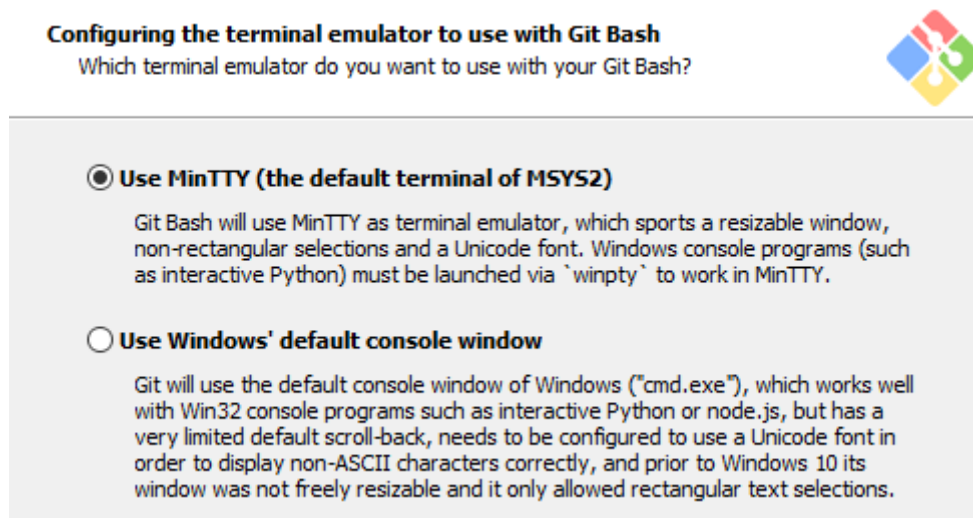 Configuring the terminal emulator to use with Git Bash
Which terminal emulator do you want to use with your Git Bash?
Use MinTTY (the default terminal of MSYS2)
Git Bash will use MinTTY as terminal emulator, which sports a resizable window,
non-rectangular selections and a Unicode font. Windows console programs (such
as interactive Python) must be launched via `winpty` to work in MinTTY.
Use Windows' default console window
Git will use the default console window of Windows ("cmd.exe"), which works well
with Win32 console programs such as interactive Python or node.js, but has a
very limited default scroll-back, needs to be configured to use a Unicode font in
order to display non-ASCII characters correctly, and prior to Windows 10 its
window was not freely resizable and it only allowed rectangular text selections.